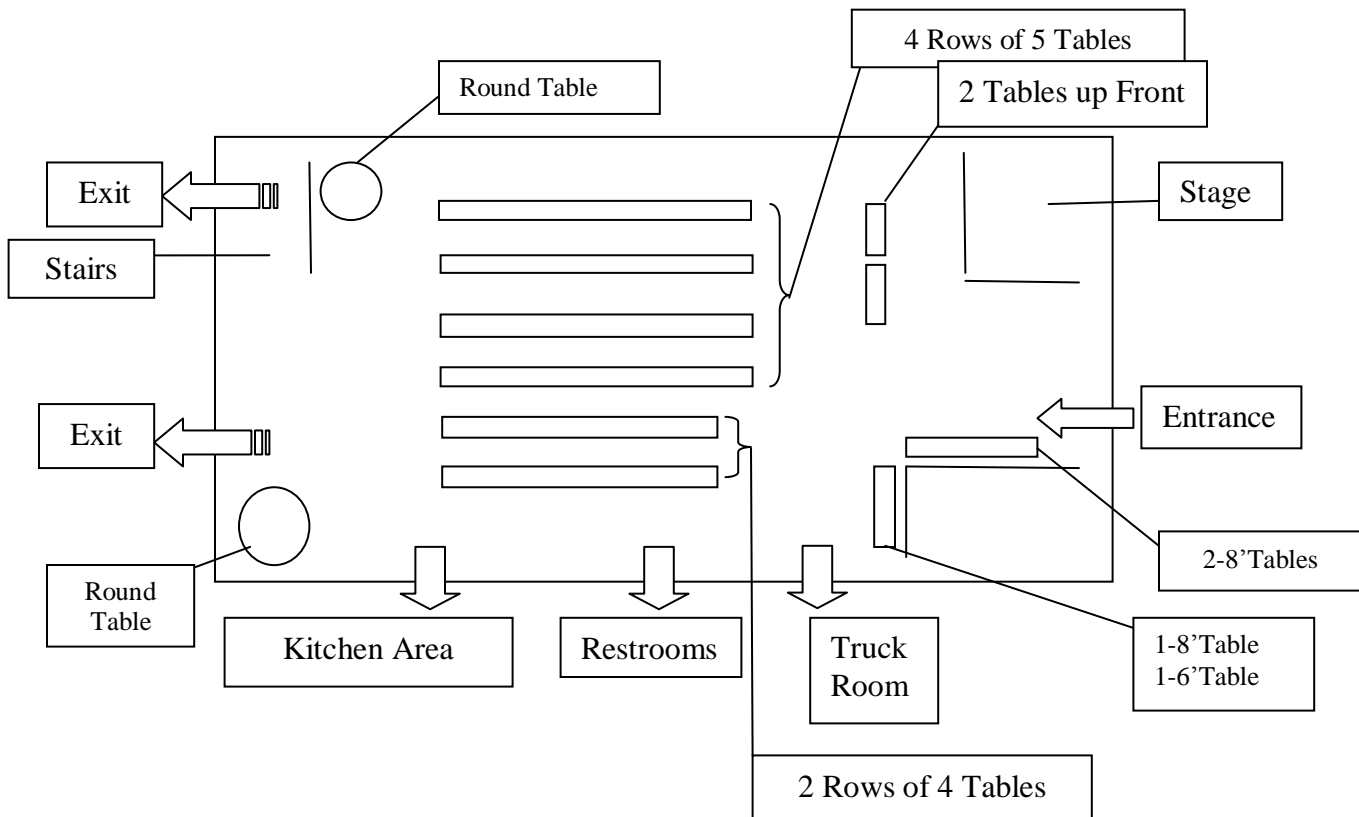 4 Rows of 5 Tables
Round Table
2 Tables up Front
Exit
Stage
Stairs
Exit
Entrance
2-8’Tables
Round
Table
Kitchen Area
Restrooms
Truck
Room
1-8’Table
1-6’Table
2 Rows of 4 Tables